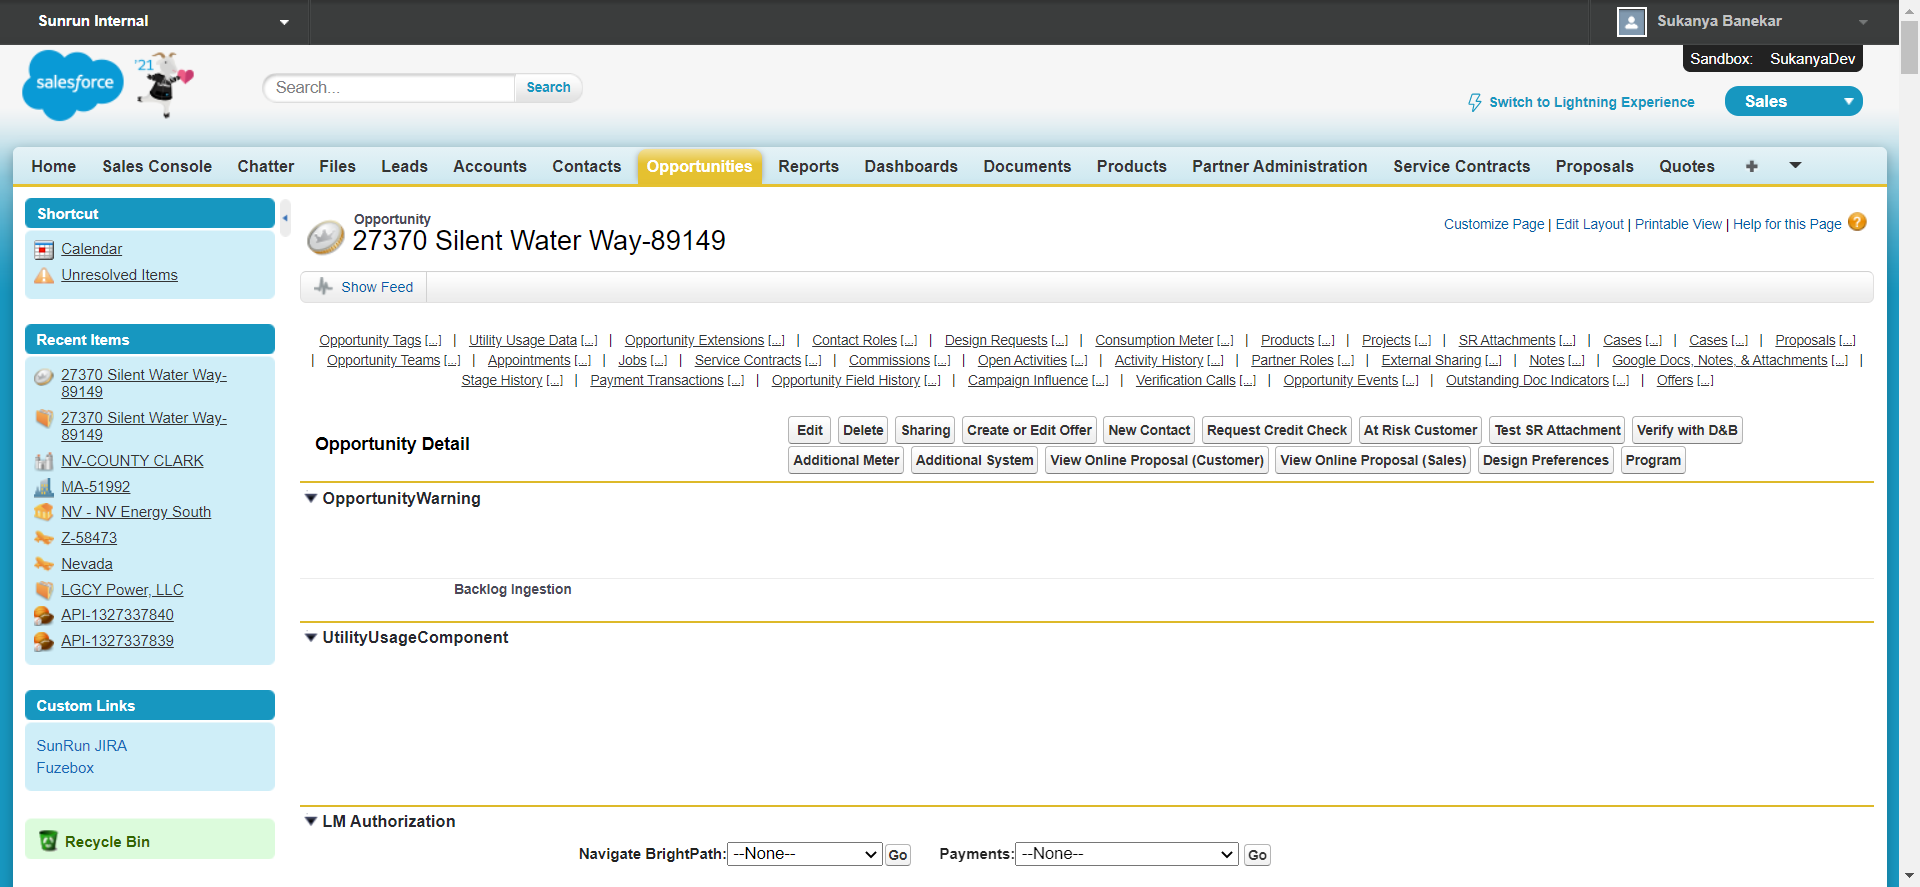 Sunrun Internal
Sukanya Banekar
Sandbox: SukanyaDev
salesforce
'21
Search...
Search
Switch to Lightning Experience
Sales
Home Sales Console Chatter Files Leads Accounts Contacts Opportunities Reports Dashboards Documents Products Partner Administration Service Contracts Proposals Quotes +
Shortcut
Calendar
Unresolved Items
Recent Items
27370 Silent Water Way-
89149
27370 Silent Water Way-
89149
NV-COUNTY CLARK
MA-51992
NV - NV Energy South
Z-58473
Nevada
LGCY Power, LLC
API-1327337840
API-1327337839
Custom Links
SunRun JIRA
Fuzebox
Recycle Bin
Opportunity
27370 Silent Water Way-89149
Customize Page | Edit Layout | Printable View | Help for this Page ?
Show Feed
Opportunity Tags [...] | Utility Usage Data [...] | Opportunity Extensions [...] | Contact Roles [...] | Design Requests [...] | Consumption Meter [...] | Products [...] | Projects [...] | SR Attachments [...] | Cases [...] | Cases [...] | Proposals [...]
| Opportunity Teams [...] | Appointments [...] | Jobs [...] | Service Contracts [...] | Commissions [...] | Open Activities [...] | Activity History [...] | Partner Roles [...] | External Sharing [...] | Notes [...] | Google Docs, Notes, & Attachments [...] |
Stage History [...] | Payment Transactions [...] | Opportunity Field History [...] | Campaign Influence [...] | Verification Calls [...] | Opportunity Events [...] | Outstanding Doc Indicators [...] | Offers [...]
Opportunity Detail
Edit Delete Sharing Create or Edit Offer New Contact Request Credit Check At Risk Customer Test SR Attachment Verify with D&B
Additional Meter Additional System View Online Proposal (Customer) View Online Proposal (Sales) Design Preferences Program
OpportunityWarning
Backlog Ingestion
UtilityUsageComponent
LM Authorization
Navigate BrightPath: --None-- Go Payments: --None-- Go